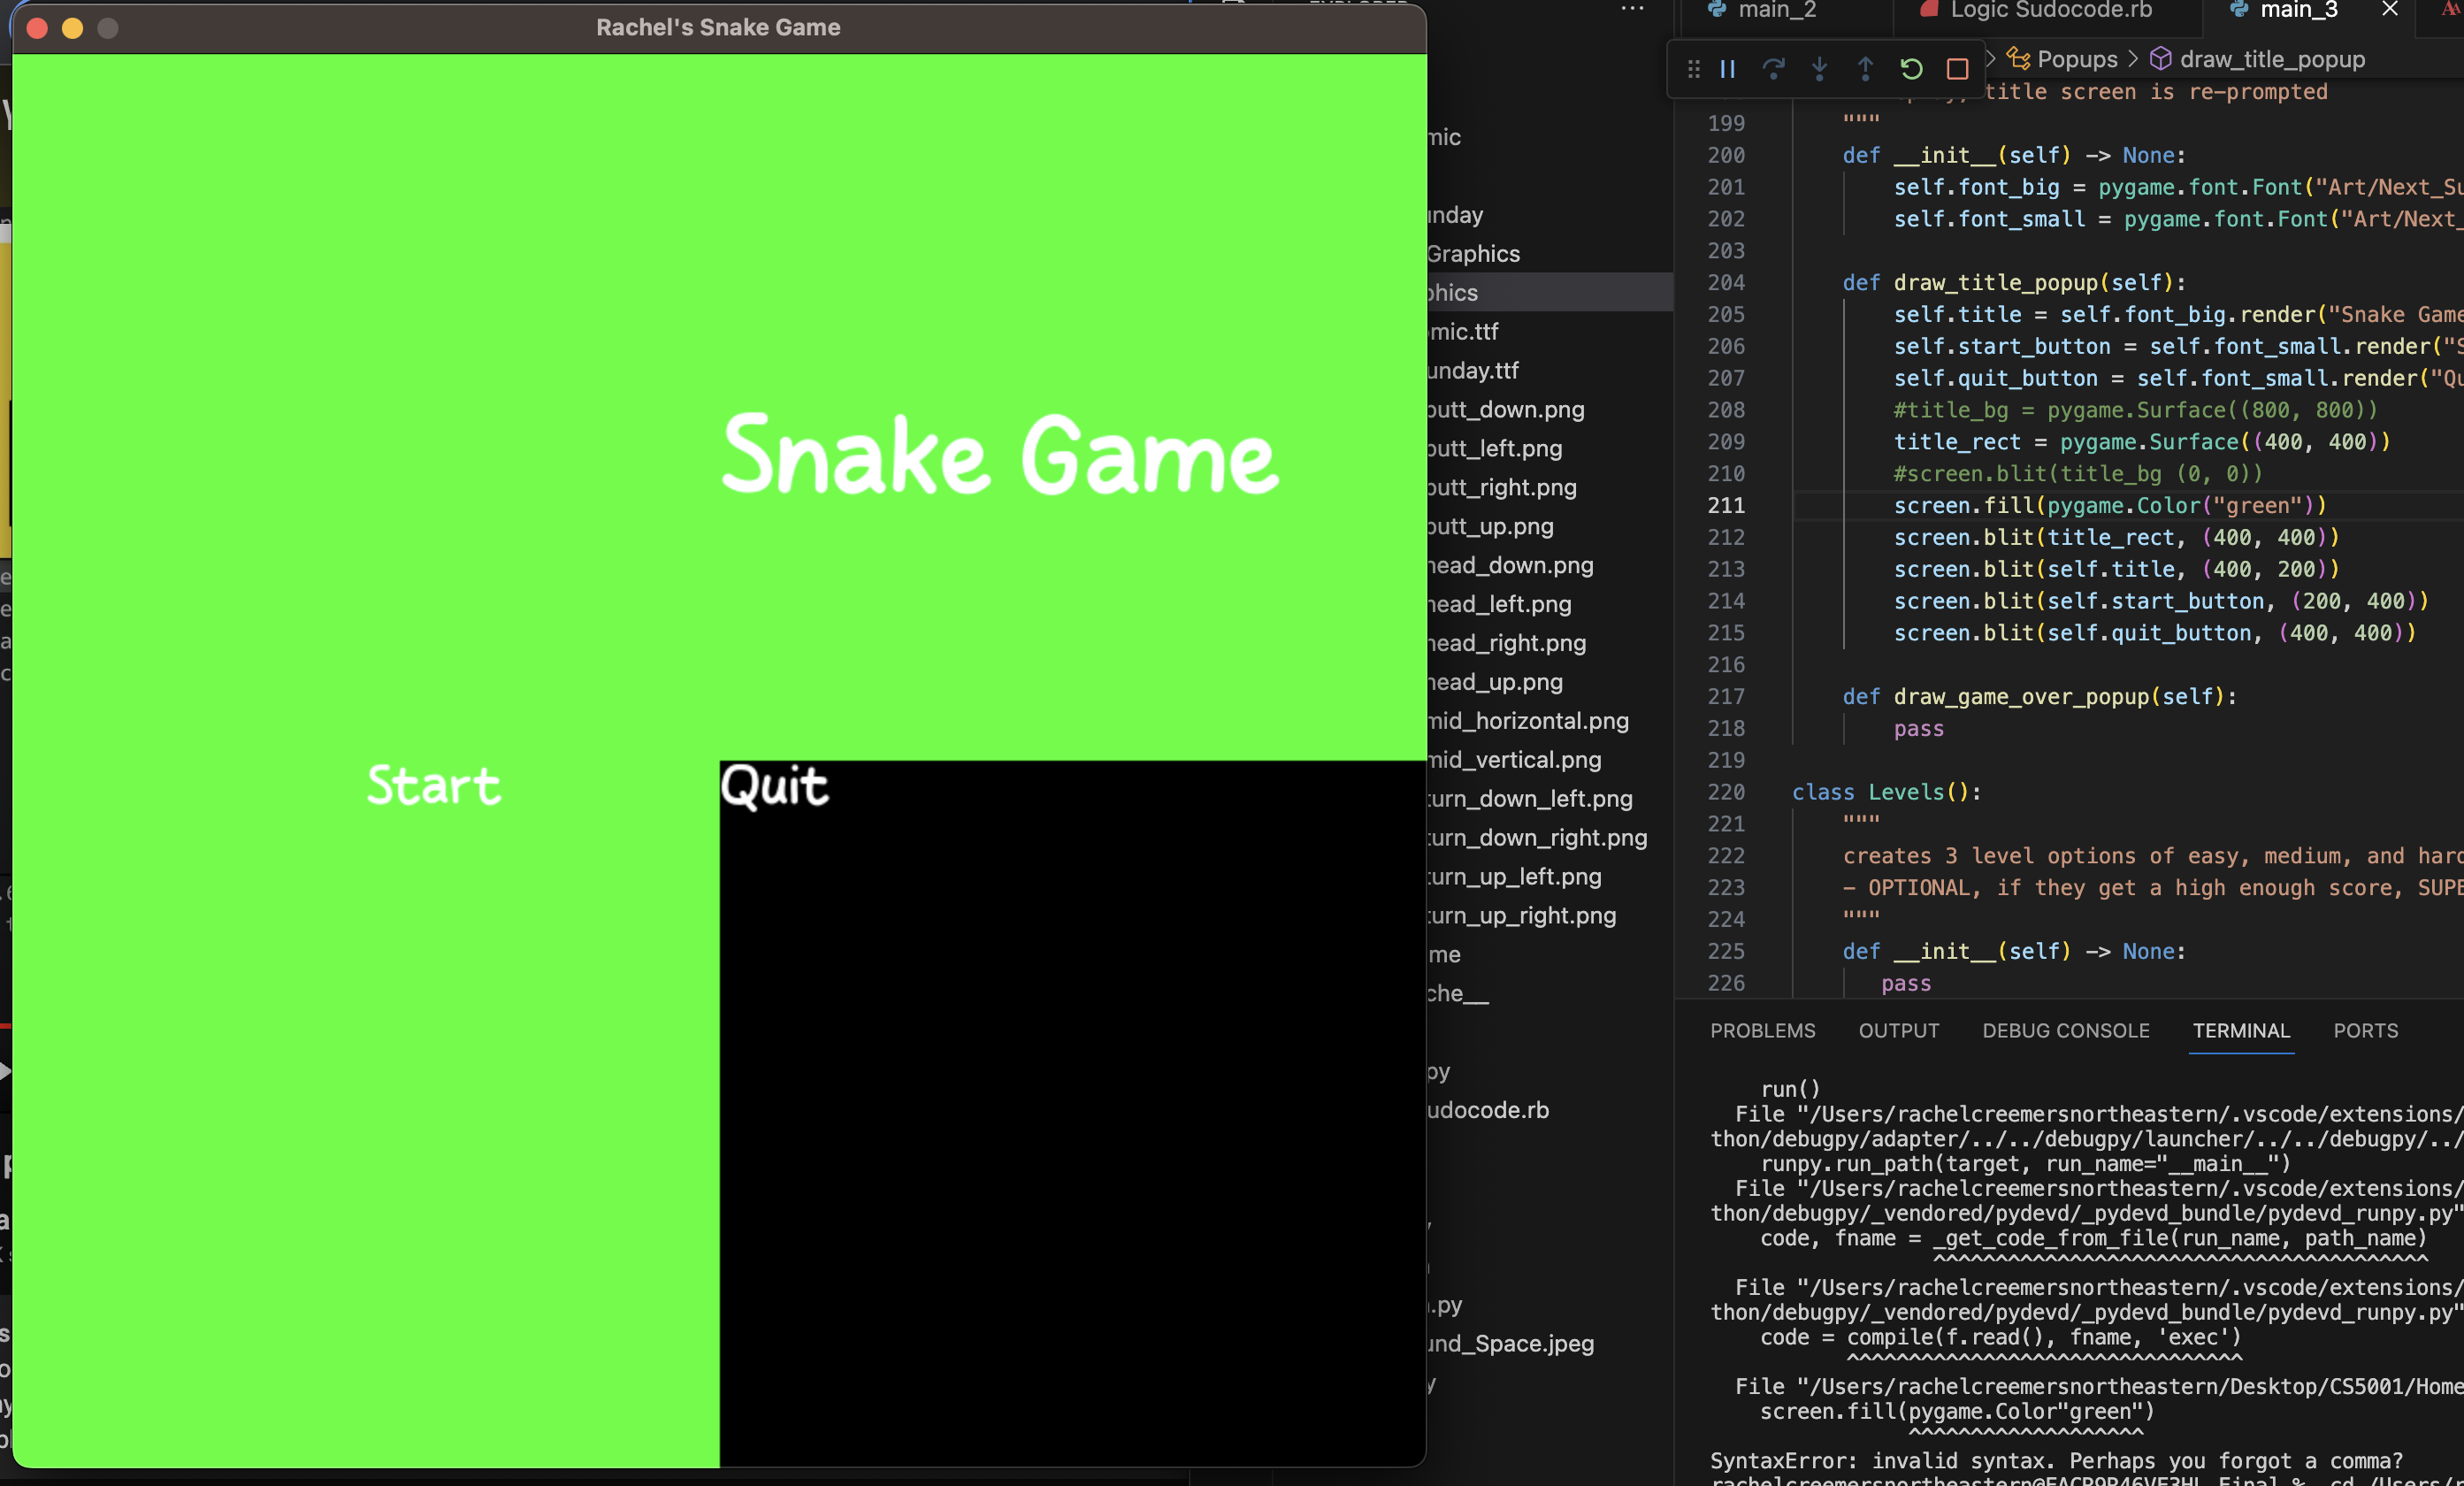 Rachel's Snake Game
Snake Game
Start
Quit
EXPLORER
...
mic
unday
Graphics
phics
omic.ttf
unday.ttf
butt_down.png
butt_left.png
butt_right.png
butt_up.png
head_down.png
head_left.png
head_right.png
head_up.png
mid_horizontal.png
mid_vertical.png
turn_down_left.png
turn_down_right.png
turn_up_left.png
turn_up_right.png
me
che__
py
udocode.rb
.py
und_Space.jpeg
main_2
Logic Sudocode.rb
main_3
> Popups > draw_title_popup
title screen is re-prompted
199 """
200 def __init__(self) -> None:
201 self.font_big = pygame.font.Font("Art/Next_Su
202 self.font_small = pygame.font.Font("Art/Next_
203
204 def draw_title_popup(self):
205 self.title = self.font_big.render("Snake Game
206 self.start_button = self.font_small.render("S
207 self.quit_button = self.font_small.render("Qu
208 #title_bg = pygame.Surface((800, 800))
209 title_rect = pygame.Surface((400, 400))
210 #screen.blit(title_bg (0, 0))
211 screen.fill(pygame.Color("green"))
212 screen.blit(title_rect, (400, 400))
213 screen.blit(self.title, (400, 200))
214 screen.blit(self.start_button, (200, 400))
215 screen.blit(self.quit_button, (400, 400))
216
217 def draw_game_over_popup(self):
218 pass
219
220 class Levels():
221 """
222 creates 3 level options of easy, medium, and hard
223 - OPTIONAL, if they get a high enough score, SUPE
224 """
225 def __init__(self) -> None:
226 pass
PROBLEMS OUTPUT DEBUG CONSOLE TERMINAL PORTS
run()
File "/Users/rachelcreemersnortheastern/.vscode/extensions/
thon/debugpy/adapter/../../debugpy/launcher/../../debugpy/../
runpy.run_path(target, run_name="__main__")
File "/Users/rachelcreemersnortheastern/.vscode/extensions/
thon/debugpy/_vendored/pydevd/_pydevd_bundle/pydevd_runpy.py"
code, fname = _get_code_from_file(run_name, path_name)
^^^^^^^^^^^^^^^^^^^^^^^^^^^^^^^^^^^^^^^^
File "/Users/rachelcreemersnortheastern/.vscode/extensions/
thon/debugpy/_vendored/pydevd/_pydevd_bundle/pydevd_runpy.py"
code = compile(f.read(), fname, 'exec')
^^^^^^^^^^^^^^^^^^^^^^^^^^^^^^^^
File "/Users/rachelcreemersnortheastern/Desktop/CS5001/Home
screen.fill(pygame.Color"green")
^^^^^^^^^^^^^^^^^^^
SyntaxError: invalid syntax. Perhaps you forgot a comma?